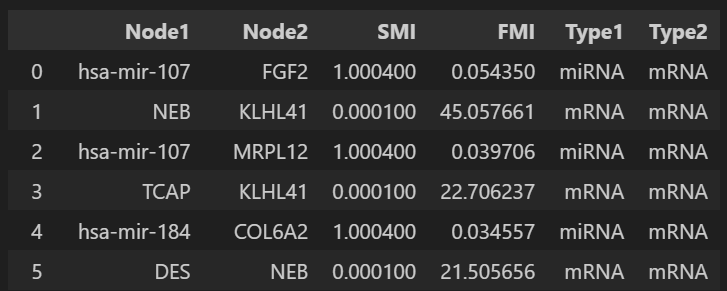 Node1 Node2 SMI FMI Type1 Type2
0 hsa-mir-107 FGF2 1.000400 0.054350 miRNA mRNA
1 NEB KLHL41 0.000100 45.057661 mRNA mRNA
2 hsa-mir-107 MRPL12 1.000400 0.039706 miRNA mRNA
3 TCAP KLHL41 0.000100 22.706237 mRNA mRNA
4 hsa-mir-184 COL6A2 1.000400 0.034557 miRNA mRNA
5 DES NEB 0.000100 21.505656 mRNA mRNA